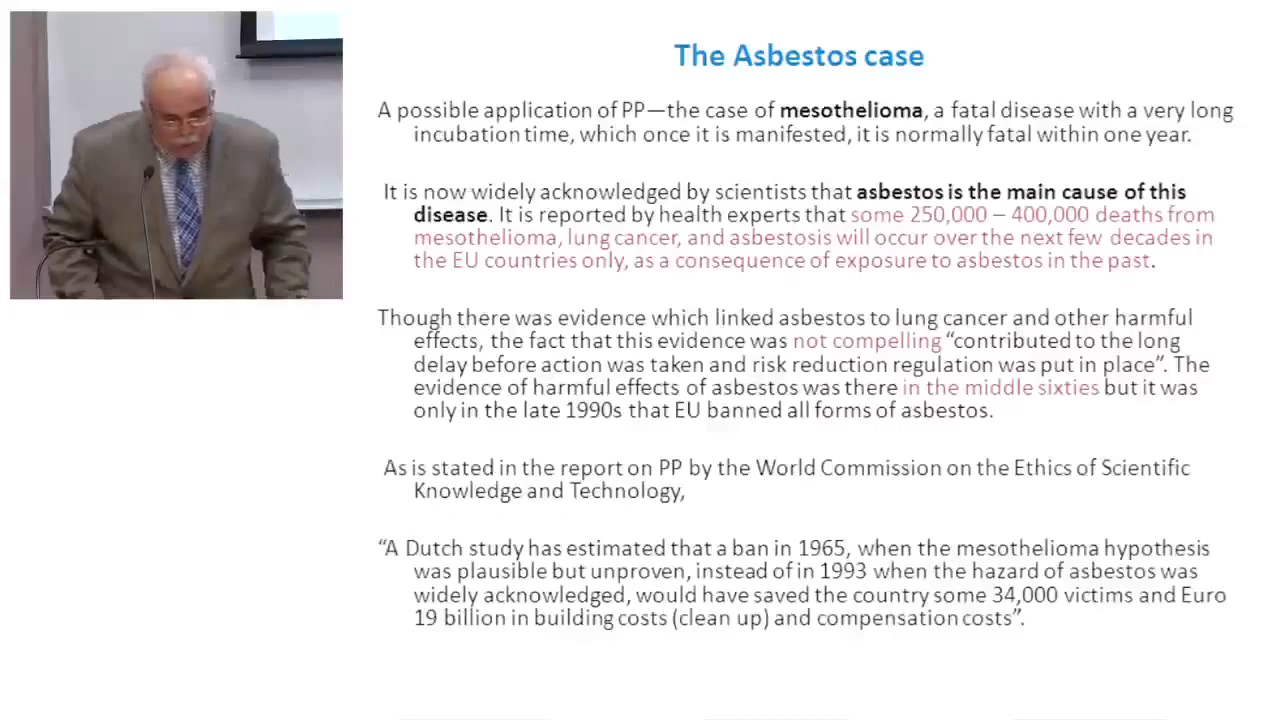 The Asbestos case
A possible application of PP—the case of mesothelioma, a fatal disease with a very long
incubation time, which once it is manifested, it is normally fatal within one year.
It is now widely acknowledged by scientists that asbestos is the main cause of this
disease. It is reported by health experts that some 250,000 – 400,000 deaths from
mesothelioma, lung cancer, and asbestosis will occur over the next few decades in
the EU countries only, as a consequence of exposure to asbestos in the past.
Though there was evidence which linked asbestos to lung cancer and other harmful
effects, the fact that this evidence was not compelling “contributed to the long
delay before action was taken and risk reduction regulation was put in place”. The
evidence of harmful effects of asbestos was there in the middle sixties but it was
only in the late 1990s that EU banned all forms of asbestos.
As is stated in the report on PP by the World Commission on the Ethics of Scientific
Knowledge and Technology,
“A Dutch study has estimated that a ban in 1965, when the mesothelioma hypothesis
was plausible but unproven, instead of in 1993 when the hazard of asbestos was
widely acknowledged, would have saved the country some 34,000 victims and Euro
19 billion in building costs (clean up) and compensation costs”.